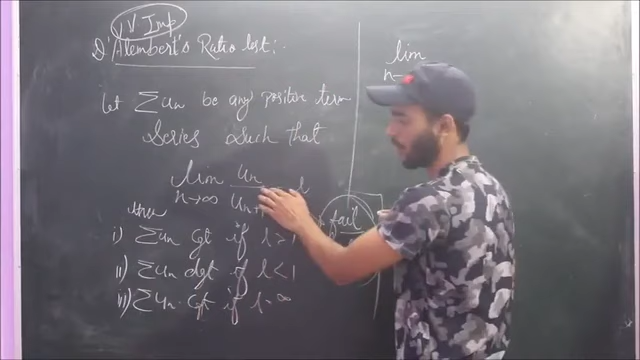 V V Imp
D'Alembert's Ratio Test :-
Let Σun be any positive term
Series Such that
lim n→∞ un / un+1 = l
then
i) Σun Cgt if l > 1
ii) Σun dgt if l < 1
iii) Σun Cgt if l = ∞
lim
n→
fail